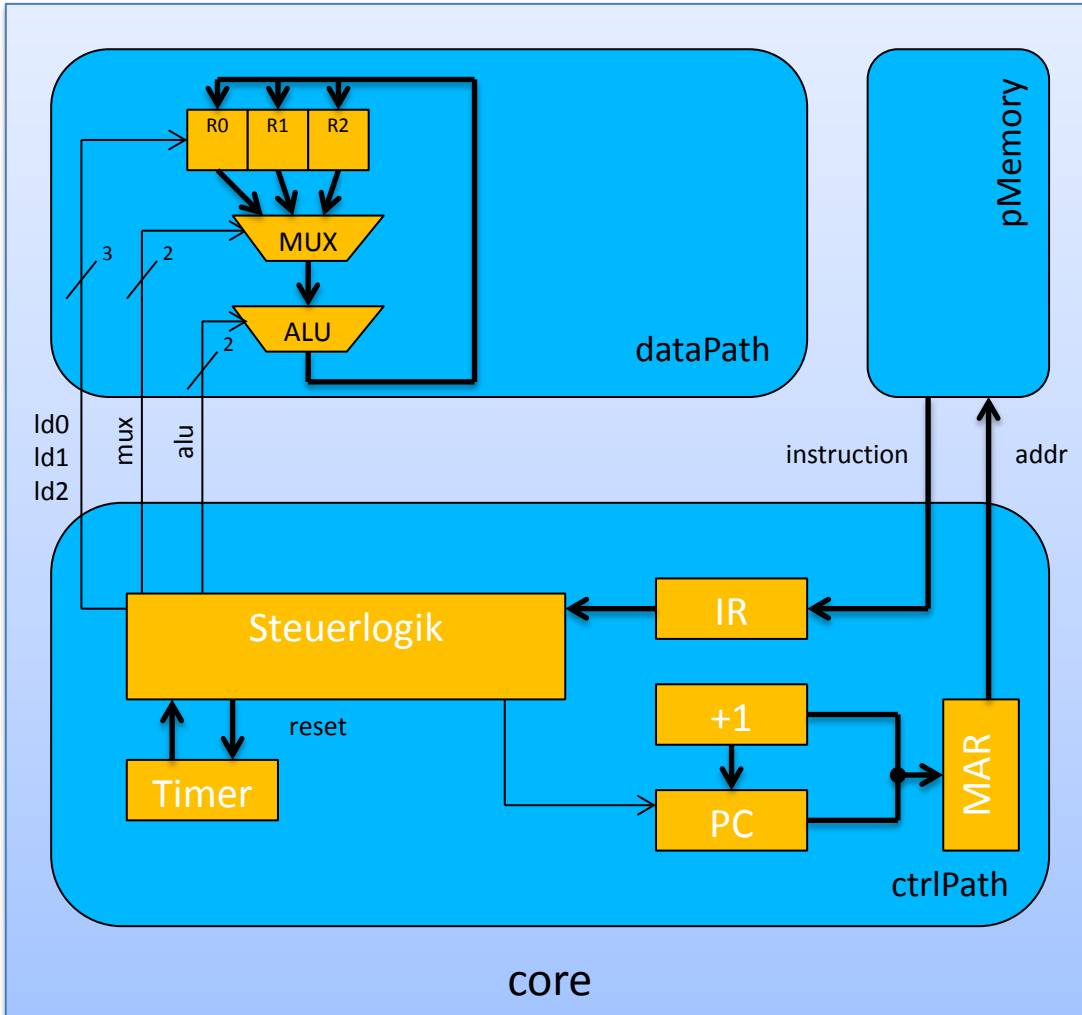 R0
R1
R2
pMemory
3
2
MUX
ALU
2
dataPath
ld0
ld1
ld2
mux
alu
instruction
addr
Steuerlogik
IR
reset
+1
Timer
PC
MAR
ctrlPath
core